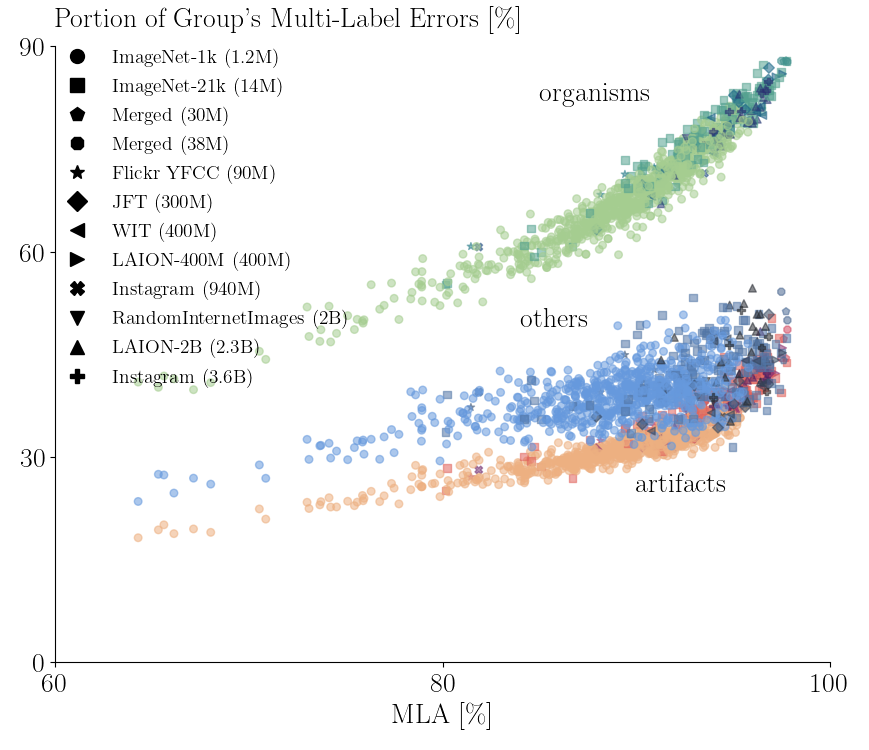 Portion of Group's Multi-Label Errors [%]
90
ImageNet-1k (1.2M)
ImageNet-21k (14M)
Merged (30M)
Merged (38M)
Flickr YFCC (90M)
JFT (300M)
WIT (400M)
LAION-400M (400M)
Instagram (940M)
RandomInternetImages (2B)
LAION-2B (2.3B)
Instagram (3.6B)
organisms
60
others
30
artifacts
0
60 80 100
MLA [%]